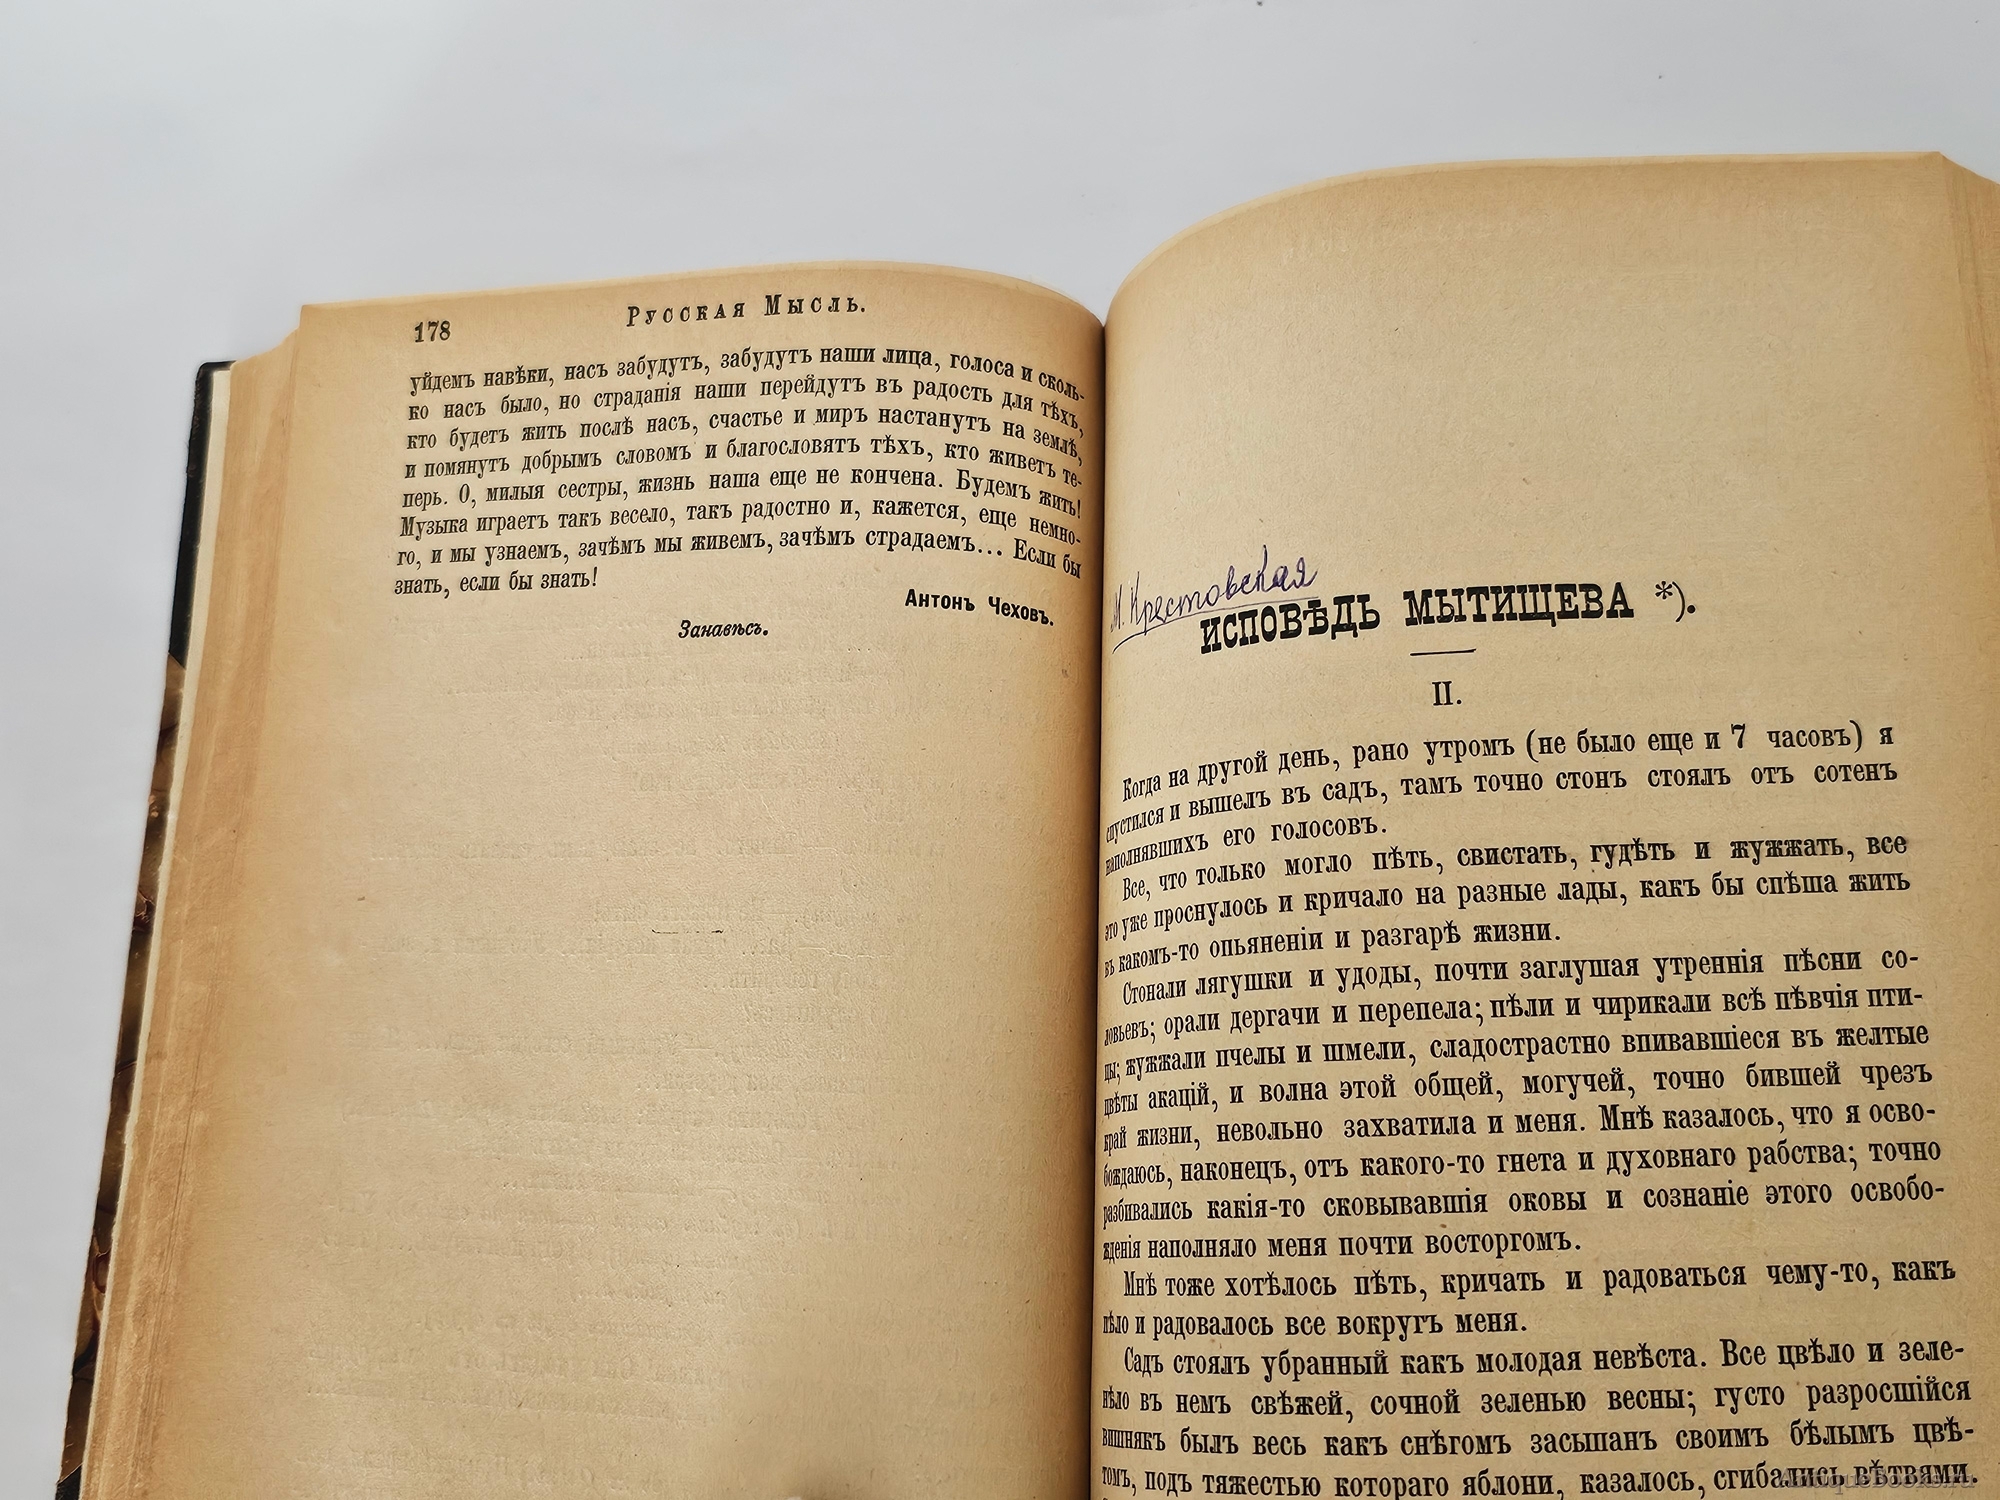 178
Русская Мысль.
уйдемъ навѣки, насъ забудутъ, забудутъ наши лица, голоса и сколь-
ко насъ было, но страданія наши перейдутъ въ радость для тѣхъ,
кто будетъ жить послѣ насъ, счастье и миръ настанутъ на землѣ,
и помянутъ добрымъ словомъ и благословятъ тѣхъ, кто живетъ те-
перь. О, милыя сестры, жизнь наша еще не кончена. Будемъ жить!
Музыка играетъ такъ весело, такъ радостно и, кажется, еще немно-
го, и мы узнаемъ, зачѣмъ мы живемъ, зачѣмъ страдаемъ... Если бы
знать, если бы знать!
Антонъ Чеховъ.
Занавѣсъ.
М. Крестовская
ИСПОВѢДЬ МЫТИЩЕВА *).
II.
Когда на другой день, рано утромъ (не было еще и 7 часовъ) я
спустился и вышелъ въ садъ, тамъ точно стонъ стоялъ отъ сотенъ
наполнявшихъ его голосовъ.
Все, что только могло пѣть, свистать, гудѣть и жужжать, все
это уже проснулось и кричало на разные лады, какъ бы спѣша жить
въ какомъ-то опьяненіи и разгарѣ жизни.
Стонали лягушки и удоды, почти заглушая утреннія пѣсни со-
ловьевъ; орали дергачи и перепела; пѣли и чирикали всѣ пѣвчія пти-
цы; жужжали пчелы и шмели, сладострастно впивавшіеся въ желтые
цвѣты акацій, и волна этой общей, могучей, точно бившей чрезъ
край жизни, невольно захватила и меня. Мнѣ казалось, что я осво-
бождаюсь, наконецъ, отъ какого-то гнета и духовнаго рабства; точно
разбивались какія-то сковывавшія оковы и сознаніе этого освобо-
жденія наполняло меня почти восторгомъ.
Мнѣ тоже хотѣлось пѣть, кричать и радоваться чему-то, какъ
пѣло и радовалось все вокругъ меня.
Садъ стоялъ убранный какъ молодая невѣста. Все цвѣло и зеле-
нѣло въ немъ свѣжей, сочной зеленью весны; густо разросшійся
вишнякъ былъ весь какъ снѣгомъ засыпанъ своимъ бѣлымъ цвѣ-
томъ, подъ тяжестью котораго яблони, казалось, сгибались вѣтвями.
AntiqueBooks.ru